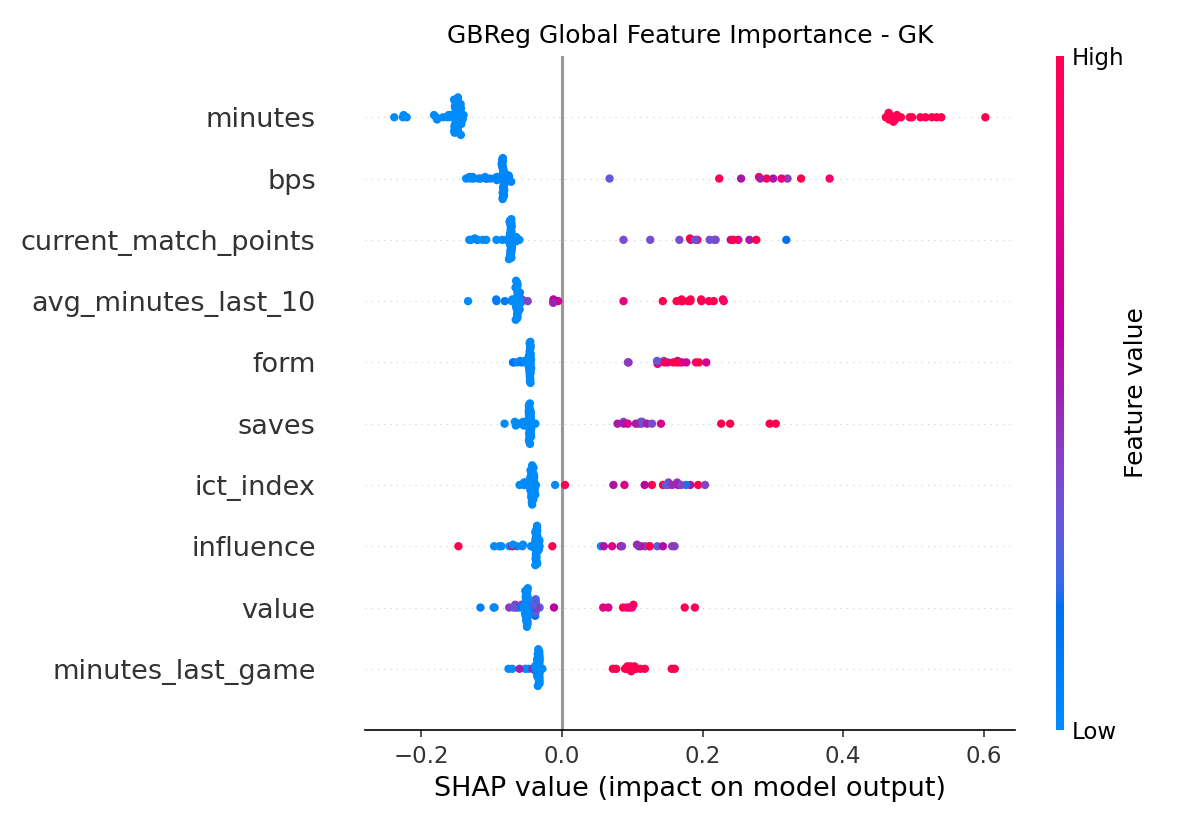 GBReg Global Feature Importance - GK
High
minutes
bps
current_match_points
avg_minutes_last_10
form
saves
ict_index
influence
value
minutes_last_game
Feature value
Low
−0.2 0.0 0.2 0.4 0.6
SHAP value (impact on model output)